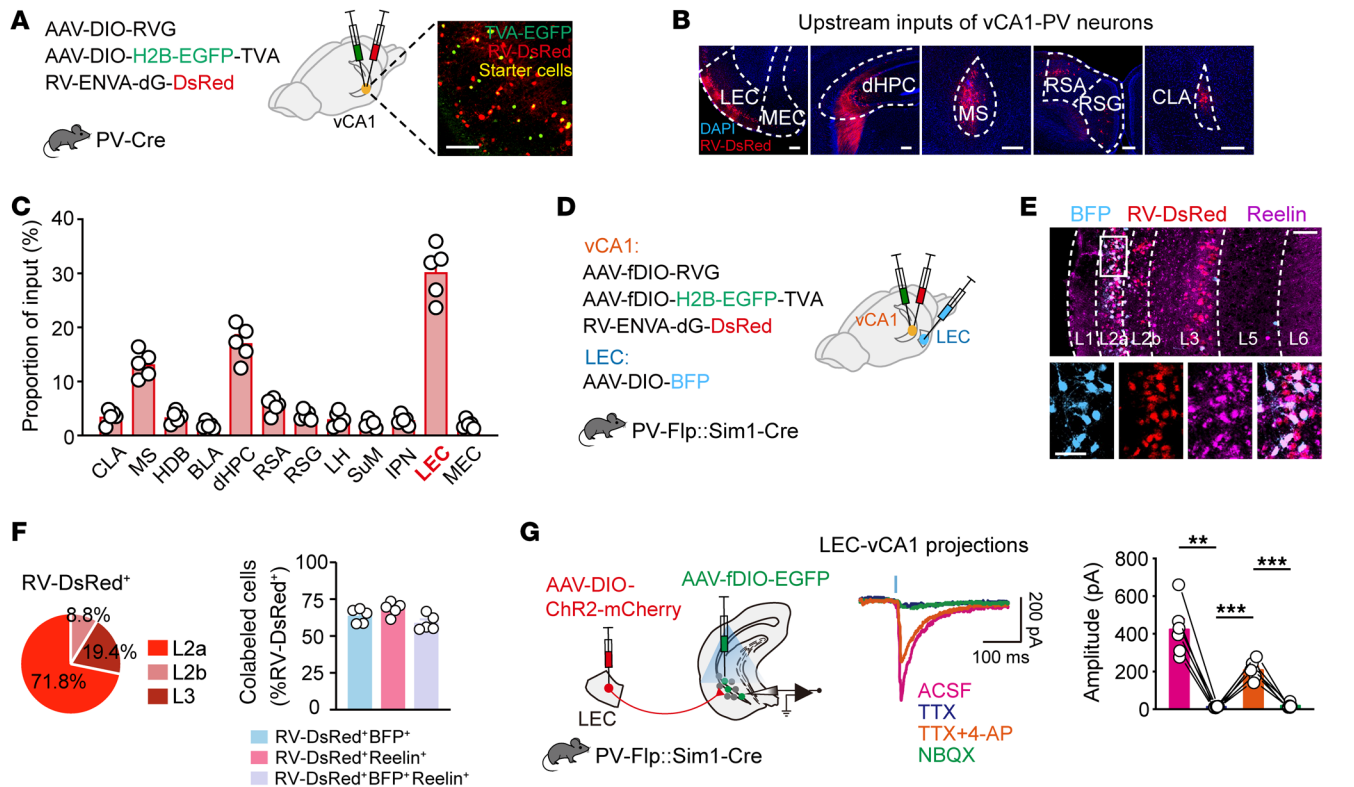 A
AAV-DIO-RVG
AAV-DIO-H2B-EGFP-TVA
RV-ENVA-dG-DsRed
PV-Cre
vCA1
TVA-EGFP
RV-DsRed
Starter cells
B
Upstream inputs of vCA1-PV neurons
LEC
MEC
DAPI
RV-DsRed
dHPC
MS
RSA
RSG
CLA
C
Proportion of input (%)
40
30
20
10
0
CLA
MS
HDB
BLA
dHPC
RSA
RSG
LH
SuM
IPN
LEC
MEC
D
vCA1:
AAV-fDIO-RVG
AAV-fDIO-H2B-EGFP-TVA
RV-ENVA-dG-DsRed
LEC:
AAV-DIO-BFP
PV-Flp::Sim1-Cre
vCA1
LEC
E
BFP RV-DsRed Reelin
L1 L2a L2b L3 L5 L6
F
RV-DsRed⁺
8.8%
19.4%
71.8%
L2a
L2b
L3
Colabeled cells
(%RV-DsRed⁺)
100
75
50
25
0
RV-DsRed⁺BFP⁺
RV-DsRed⁺Reelin⁺
RV-DsRed⁺BFP⁺Reelin⁺
G
AAV-DIO-
ChR2-mCherry
AAV-fDIO-EGFP
LEC
PV-Flp::Sim1-Cre
LEC-vCA1 projections
200 pA
100 ms
ACSF
TTX
TTX+4-AP
NBQX
Amplitude (pA)
800
600
400
200
0
**
***
***